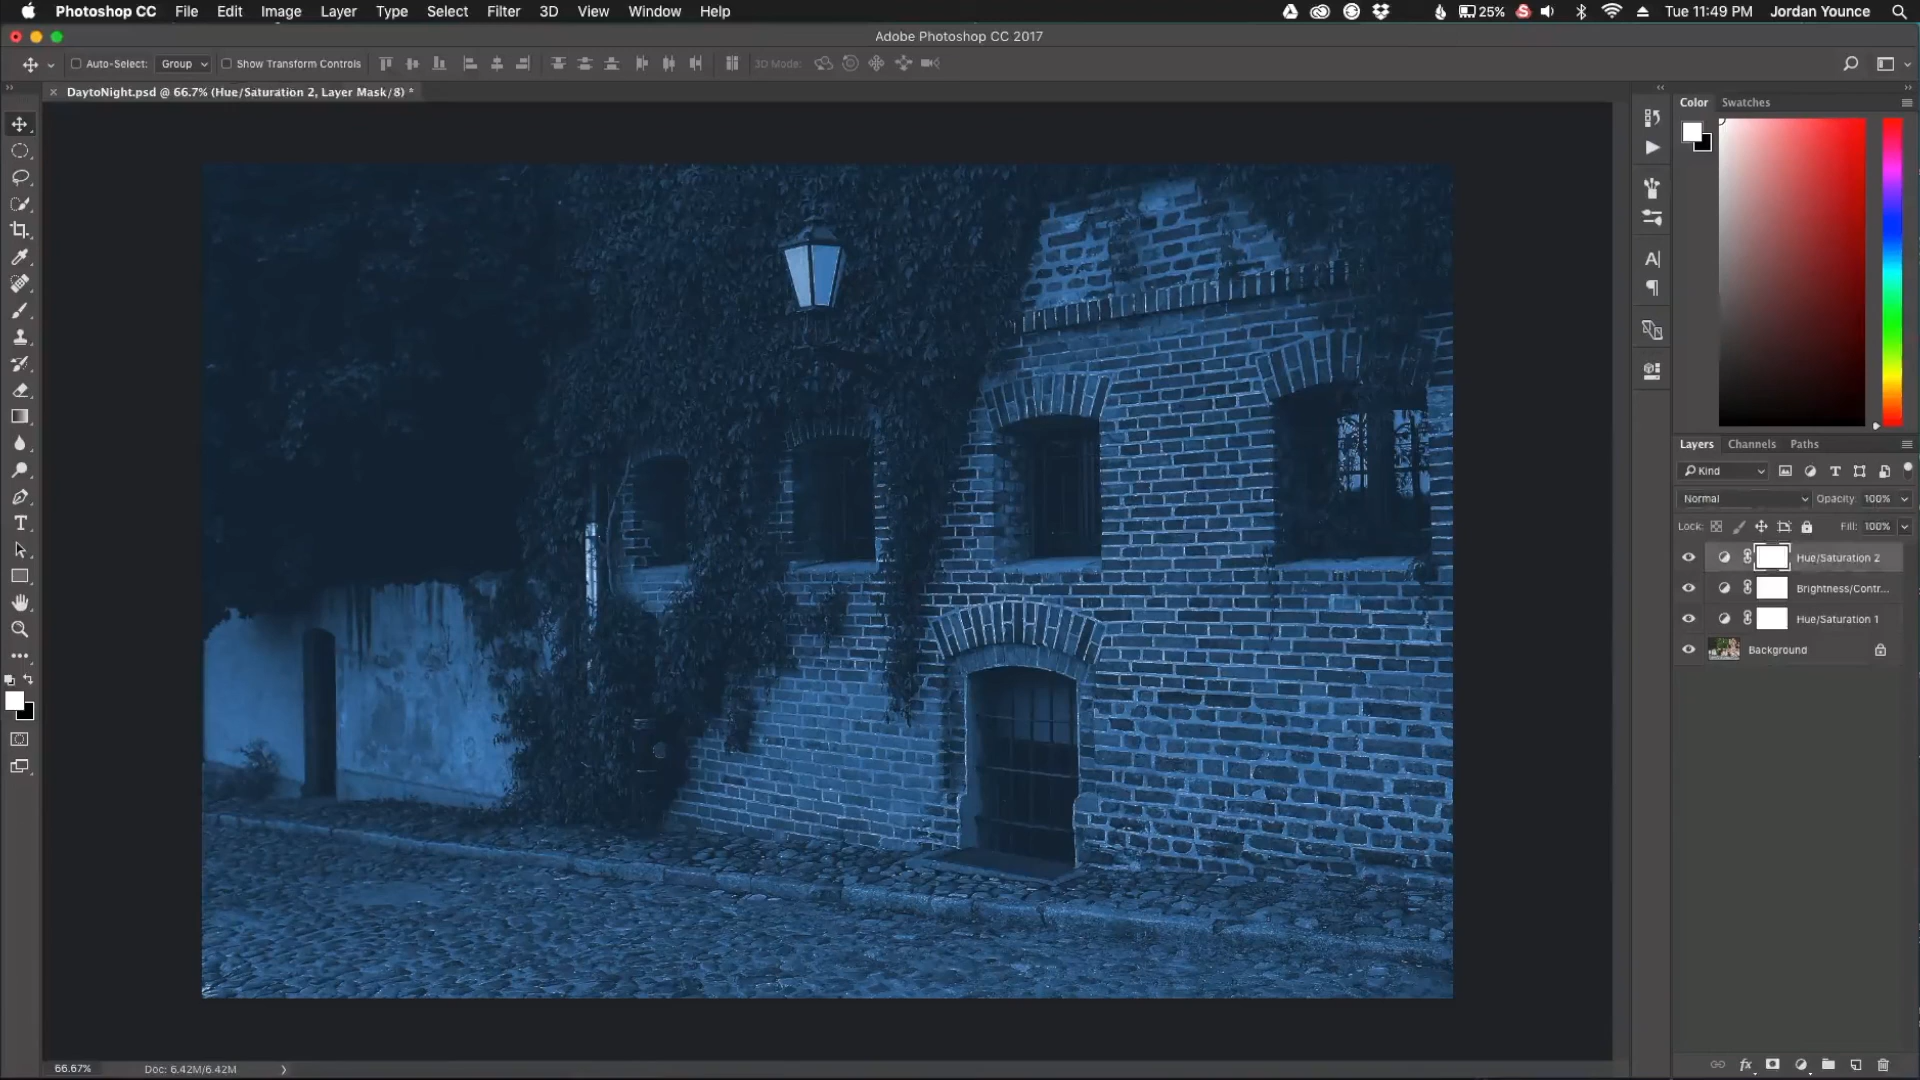 Photoshop CC File Edit Image Layer Type Select Filter 3D View Window Help 25% Tue 11:49 PM Jordan Younce
Adobe Photoshop CC 2017
Auto-Select: Group Show Transform Controls 3D Mode:
DaytoNight.psd @ 66.7% (Hue/Saturation 2, Layer Mask/8) *
Color Swatches
Layers Channels Paths
Kind
Normal Opacity: 100%
Lock: Fill: 100%
Hue/Saturation 2
Brightness/Contr...
Hue/Saturation 1
Background
66.67% Doc: 6.42M/6.42M